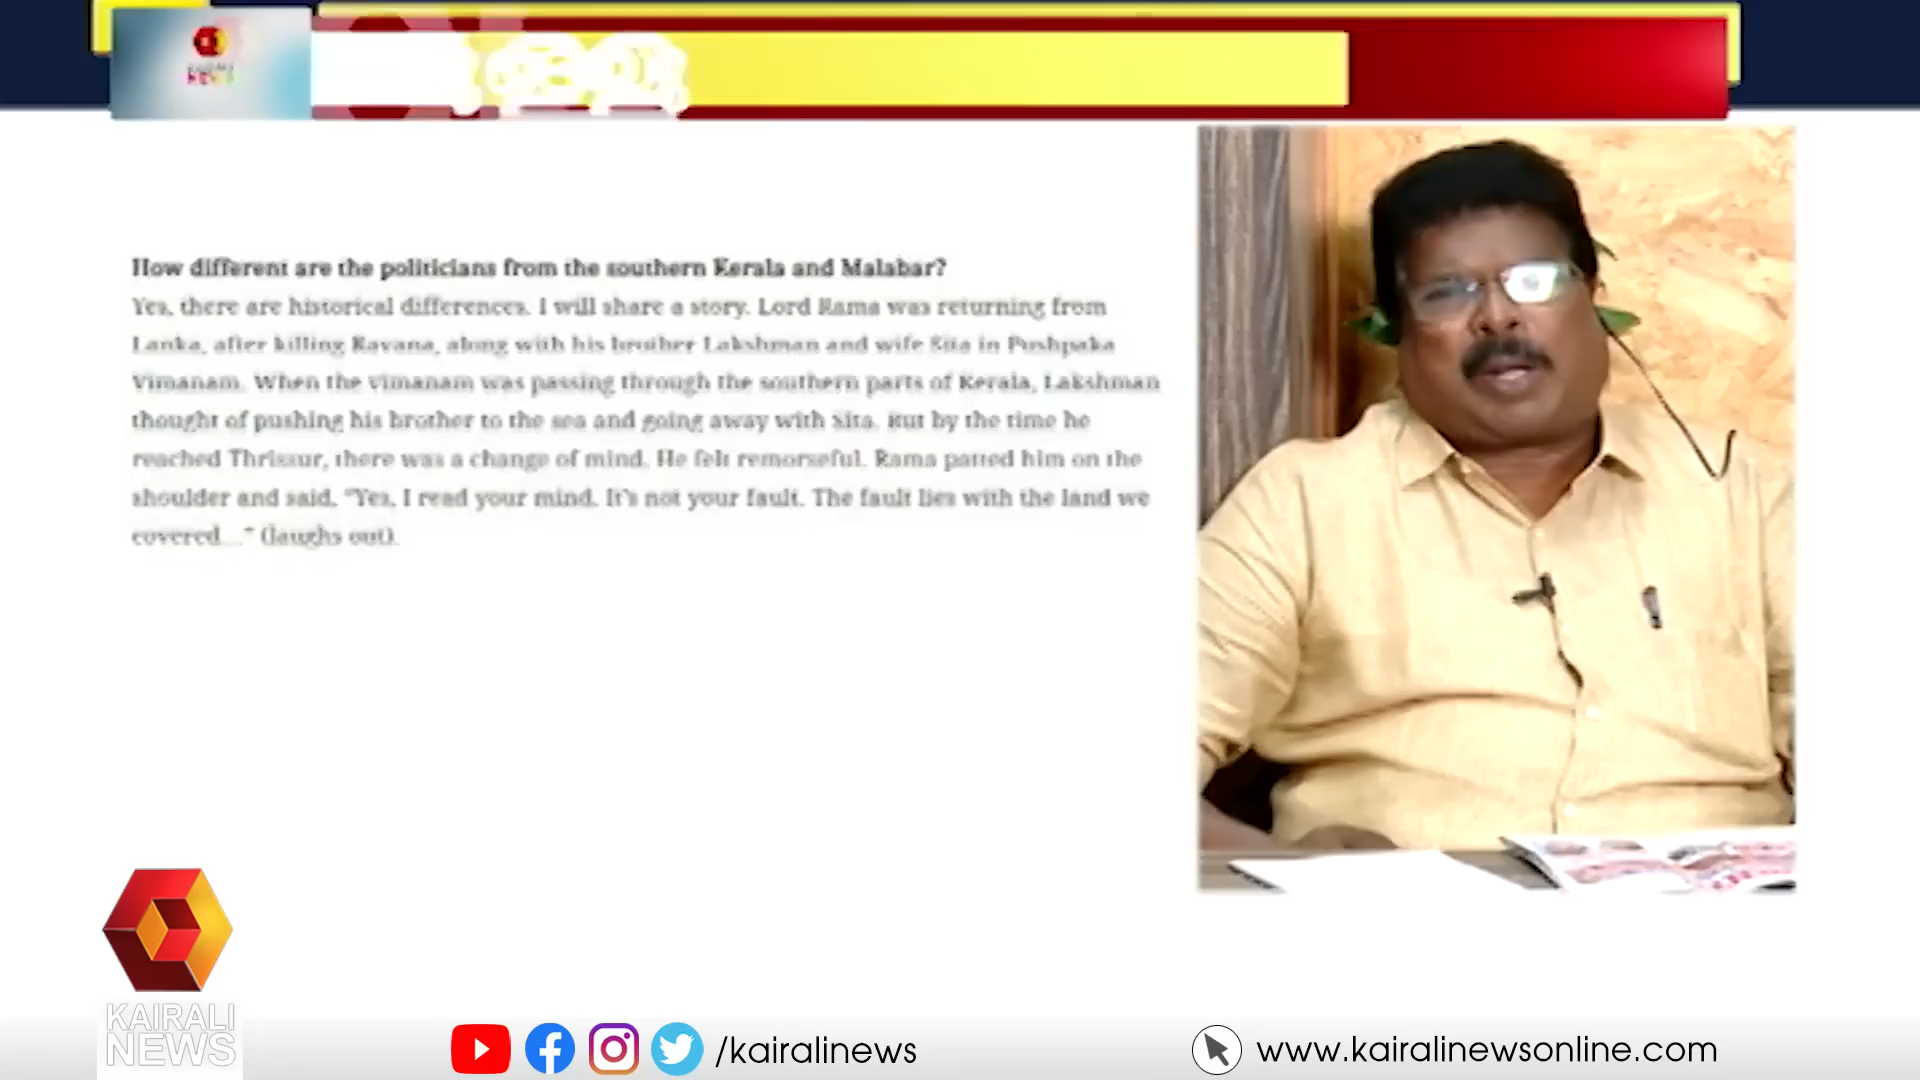 KAIRALI
NEWS
How different are the politicians from the southern Kerala and Malabar?
Yes, there are historical differences. I will share a story. Lord Rama was returning from
Lanka, after killing Ravana, along with his brother Lakshman and wife Sita in Pushpaka
Vimanam. When the vimanam was passing through the southern parts of Kerala, Lakshman
thought of pushing his brother to the sea and going away with Sita. But by the time he
reached Thrissur, there was a change of mind. He felt remorseful. Rama patted him on the
shoulder and said, “Yes, I read your mind. It's not your fault. The fault lies with the land we
covered...” (laughs out).
KAIRALI
NEWS
/kairalinews
www.kairalinewsonline.com